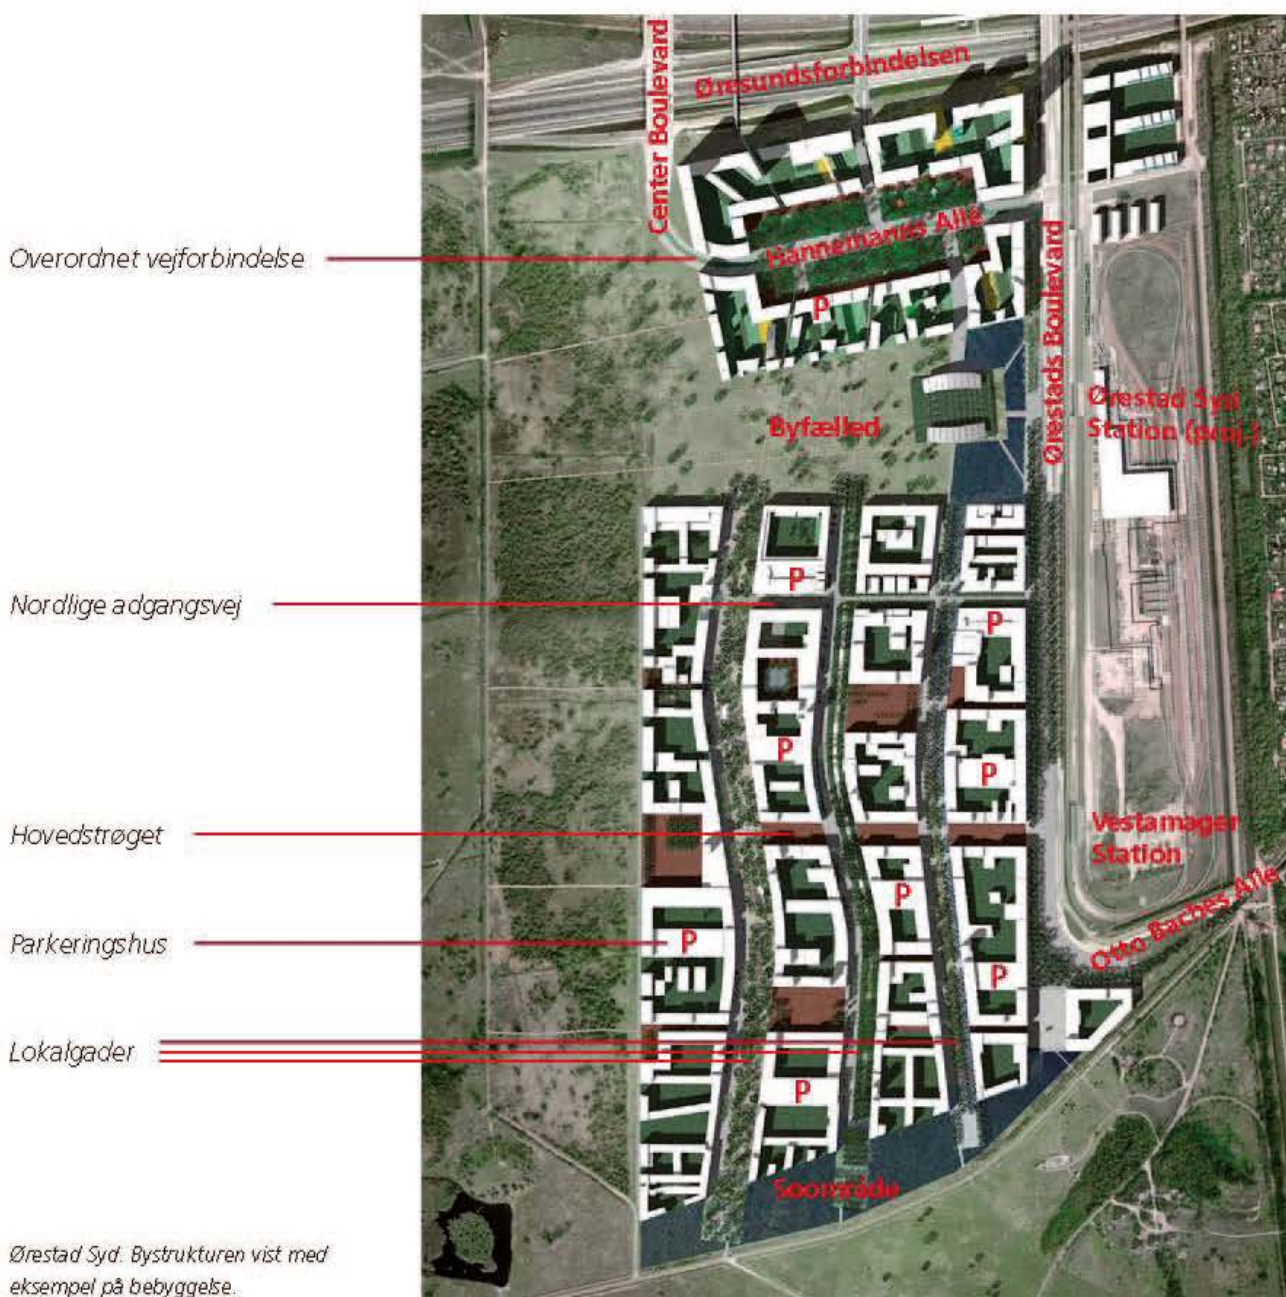 Center Boulevard
Øresundsforbindelsen
Hannemanns Allé
Overordnet vejforbindelse
P
Ørestads Boulevard
Ørestad Syd
Station (proj.)
Byfælled
Nordlige adgangsvej
P
P
P
P
Hovedstrøget
Vestamager
Station
Otto Baches Allé
P
Parkeringshus
P
P
Lokalgader
P
Søområde
Ørestad Syd. Bystrukturen vist med
eksempel på bebyggelse.